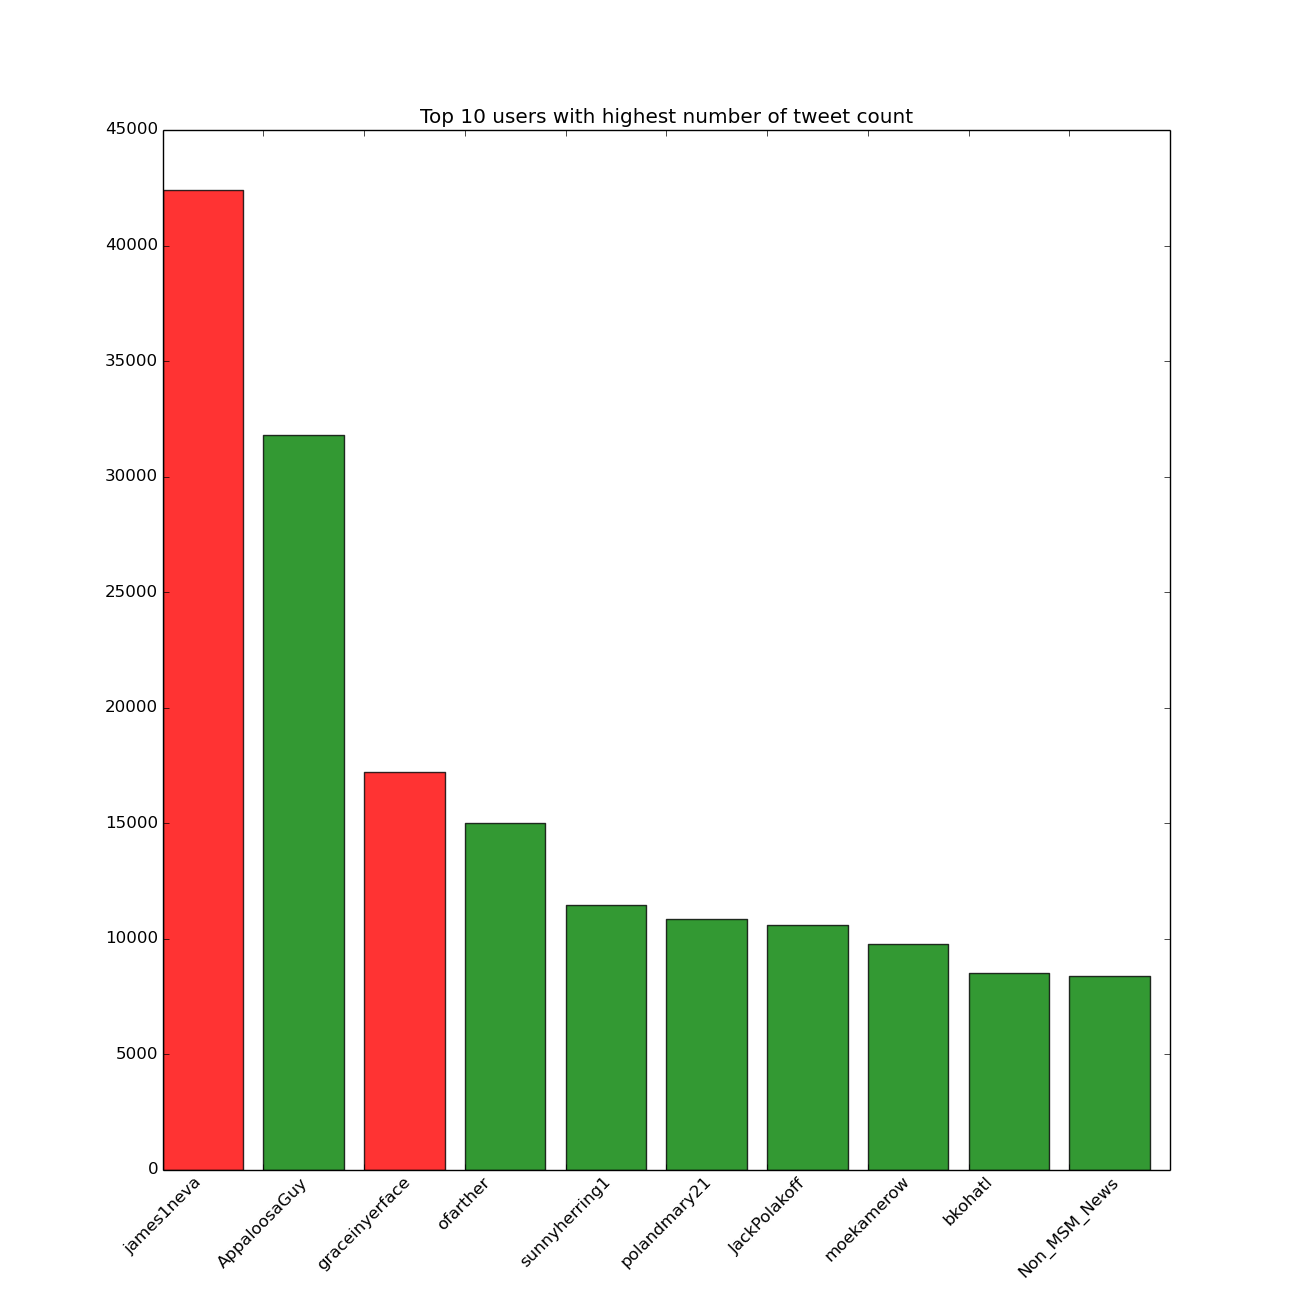 Top 10 users with highest number of tweet count
45000
40000
35000
30000
25000
20000
15000
10000
5000
0
james1neva
AppaloosaGuy
graceinyerface
ofarther
sunnyherring1
polandmary21
JackPolakoff
moekamerow
bkohatl
Non_MSM_News